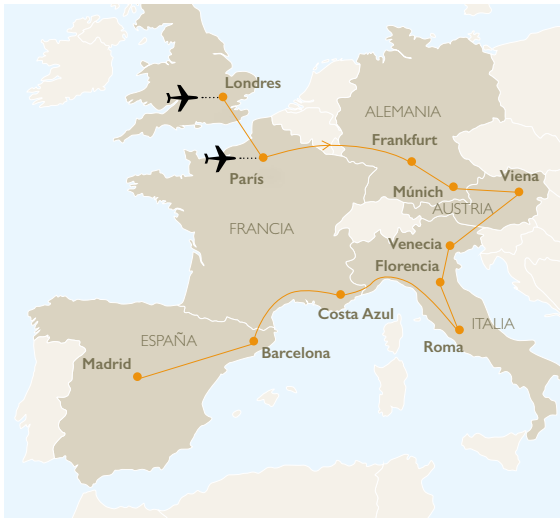 Londres
ALEMANIA
Frankfurt
París
Viena
Múnich
AUSTRIA
FRANCIA
Venecia
Florencia
Costa Azul
ITALIA
ESPAÑA
Roma
Barcelona
Madrid